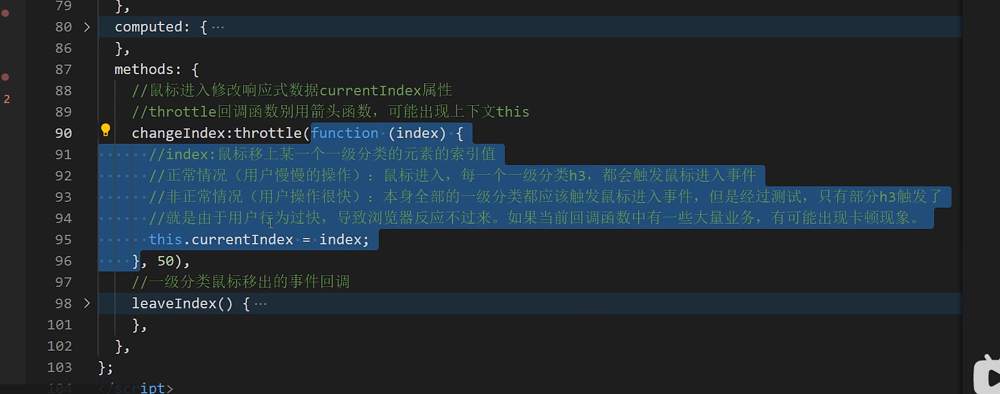 79 },
80 computed: {…
86 },
87 methods: {
88 //鼠标进入修改响应式数据currentIndex属性
89 //throttle回调函数别用箭头函数，可能出现上下文this
90 changeIndex:throttle(function (index) {
91 //index:鼠标移上某一个一级分类的元素的索引值
92 //正常情况（用户慢慢的操作）：鼠标进入，每一个一级分类h3，都会触发鼠标进入事件
93 //非正常情况（用户操作很快）：本身全部的一级分类都应该触发鼠标进入事件，但是经过测试，只有部分h3触发了
94 //就是由于用户行为过快，导致浏览器反应不过来。如果当前回调函数中有一些大量业务，有可能出现卡顿现象。
2
95 this.currentIndex = index;
96 }, 50),
97 //一级分类鼠标移出的事件回调
98 leaveIndex() {…
101 },
102 },
103 };
104 </script>